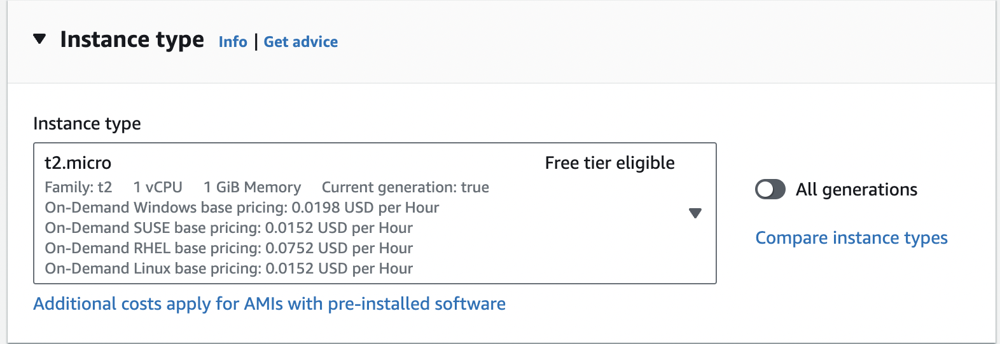 Instance type Info | Get advice
Instance type
t2.micro Free tier eligible
Family: t2 1 vCPU 1 GiB Memory Current generation: true
On-Demand Windows base pricing: 0.0198 USD per Hour
On-Demand SUSE base pricing: 0.0152 USD per Hour
On-Demand RHEL base pricing: 0.0752 USD per Hour
On-Demand Linux base pricing: 0.0152 USD per Hour
All generations
Compare instance types
Additional costs apply for AMIs with pre-installed software